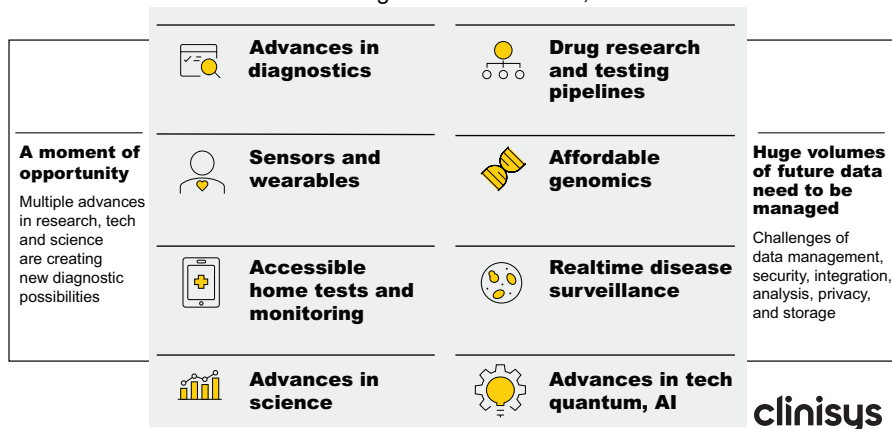 A moment of
opportunity
Multiple advances
in research, tech
and science
are creating
new diagnostic
possibilities
Advances in
diagnostics
Drug research
and testing
pipelines
Sensors and
wearables
Affordable
genomics
Accessible
home tests and
monitoring
Realtime disease
surveillance
Advances in
science
Advances in tech
quantum, AI
Huge volumes
of future data
need to be
managed
Challenges of
data management,
security, integration,
analysis, privacy,
and storage
clinisys